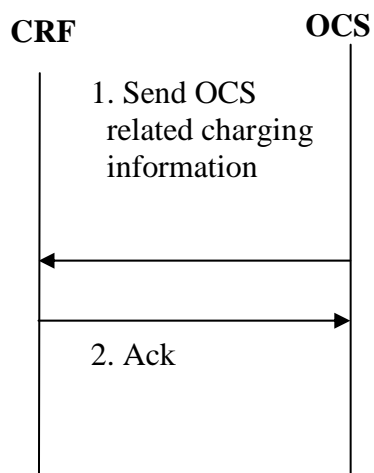 CRF
OCS
1. Send OCS
related charging
information
2. Ack